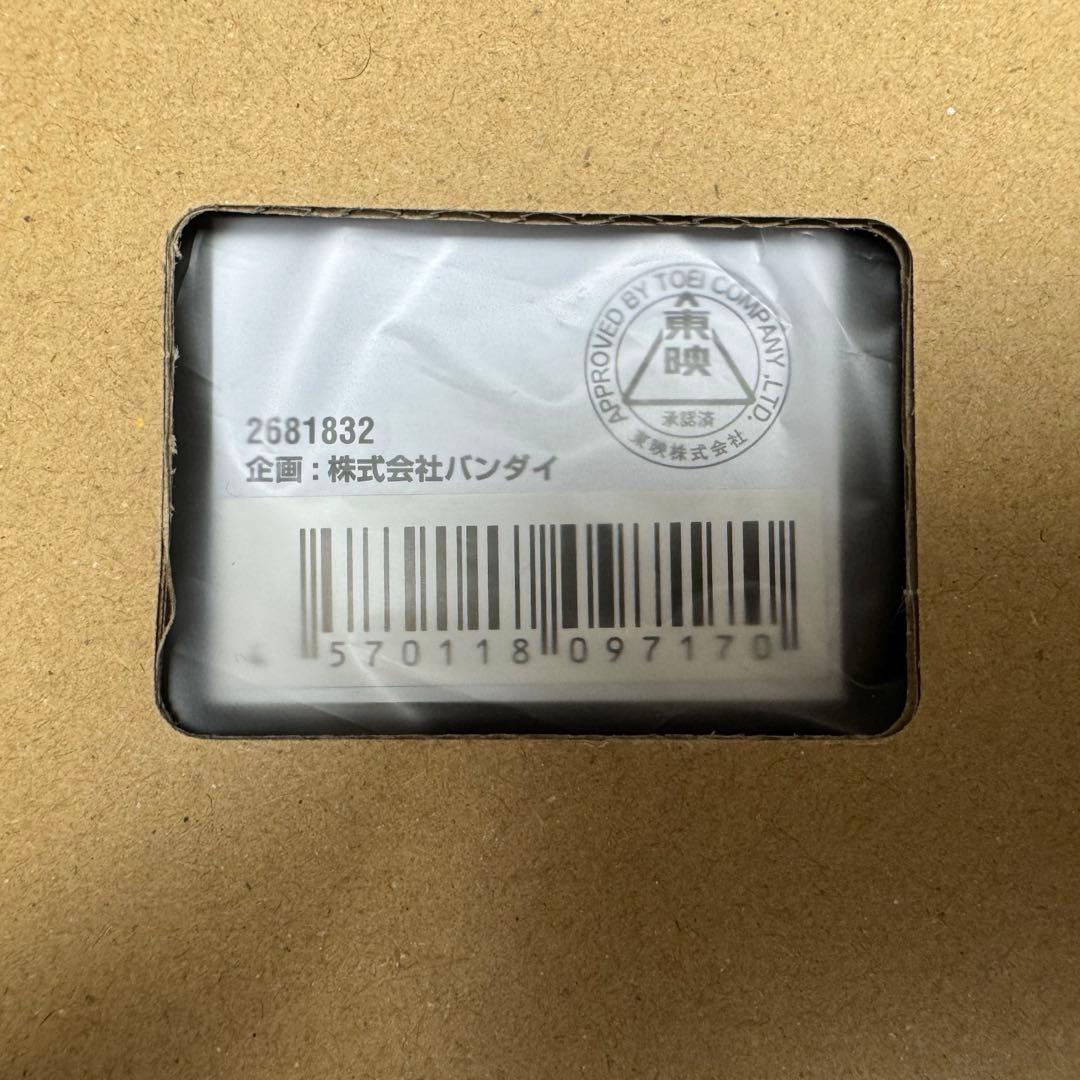 APPROVED BY TOEI COMPANY, LTD.
東映
承認済
東映株式会社
2681832
企画：株式会社バンダイ
4 570118 097170